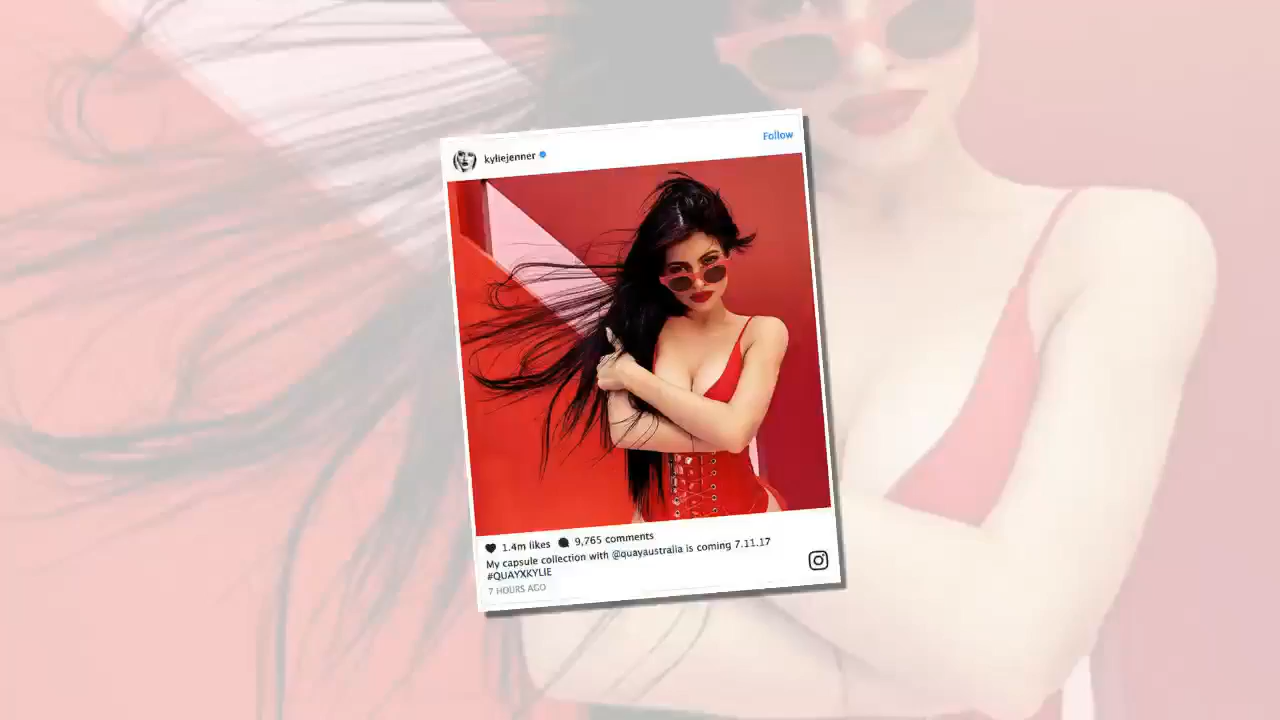 kyliejenner
Follow
1.4m likes 9,765 comments
My capsule collection with @quayaustralia is coming 7.11.17
#QUAYXKYLIE
7 HOURS AGO